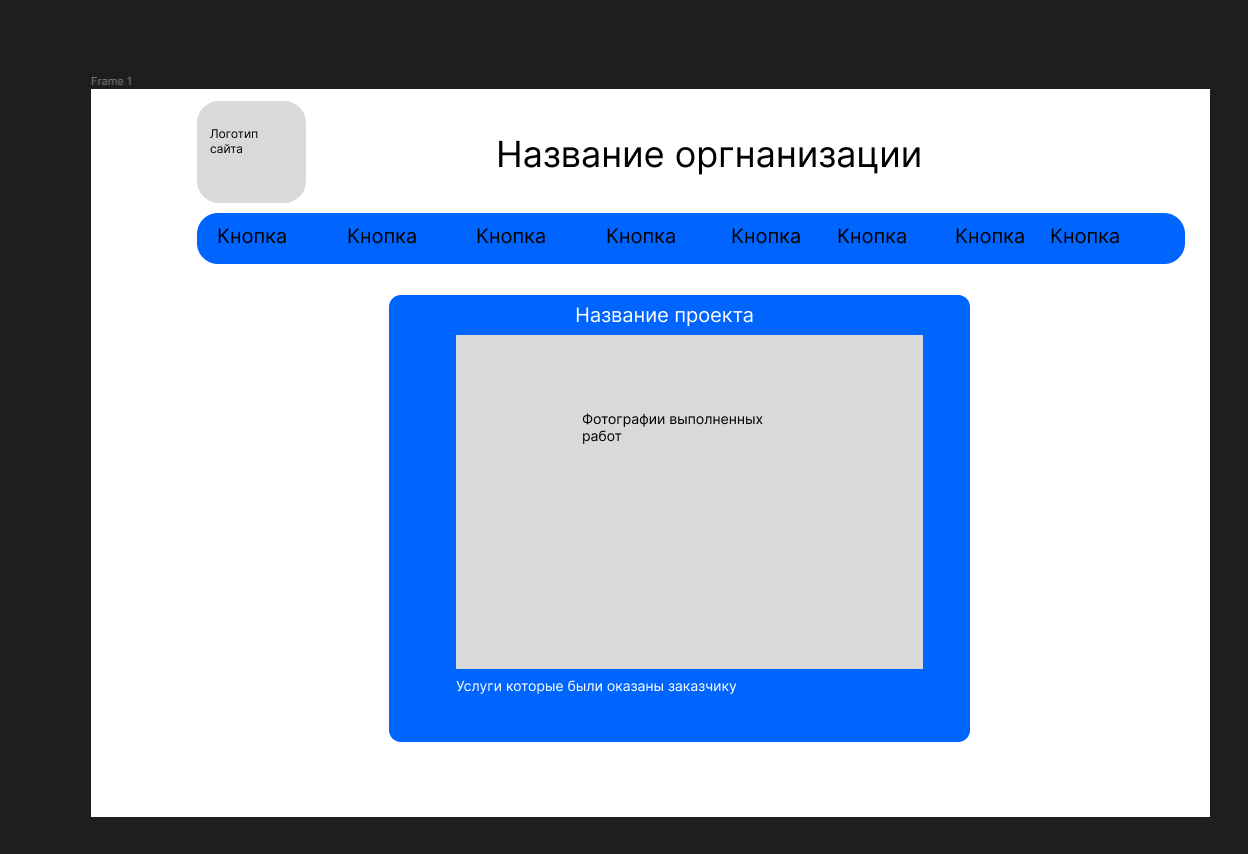 Frame 1
Логотип
сайта
Название оргнанизации
Кнопка Кнопка Кнопка Кнопка Кнопка Кнопка Кнопка Кнопка
Название проекта
Фотографии выполненных
работ
Услуги которые были оказаны заказчику